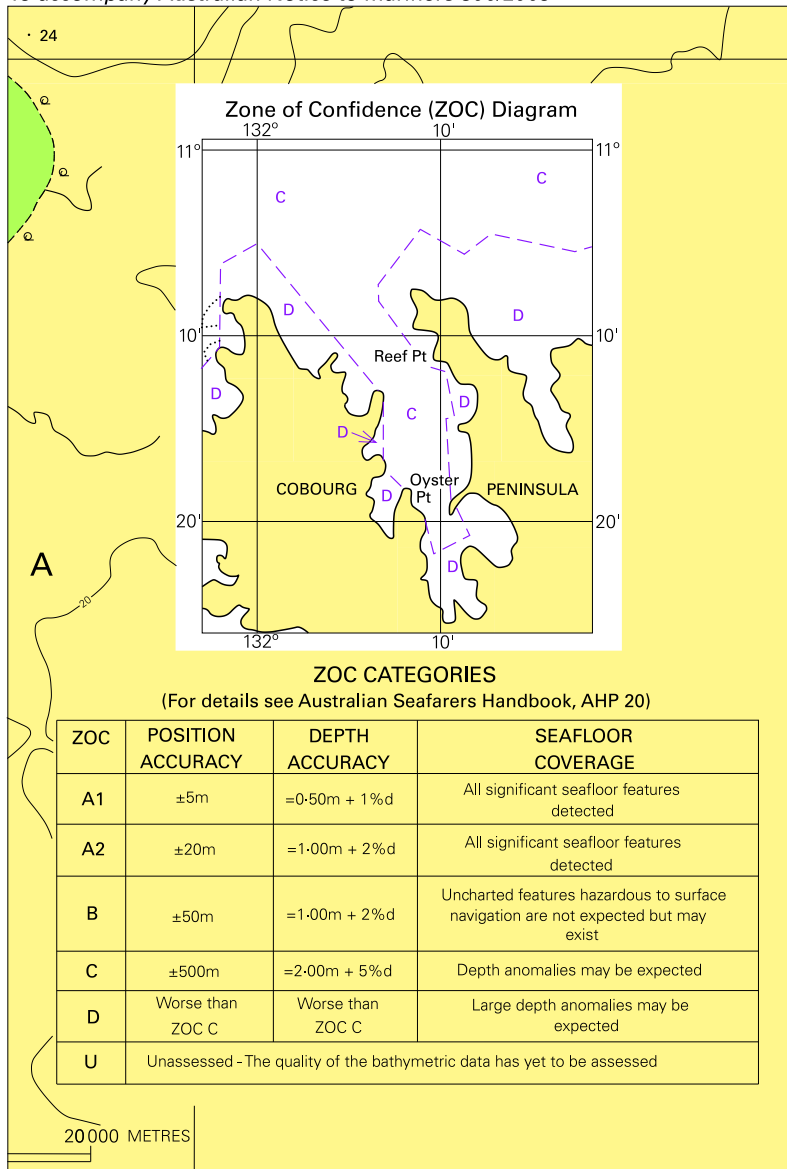 · 24
Zone of Confidence (ZOC) Diagram
132° 10'
11° 11°
C
C
D
D
10' 10'
Reef Pt
D
D
C
D
COBOURG
D
Oyster
Pt
PENINSULA
20' 20'
A
D
20
132° 10'
ZOC CATEGORIES
(For details see Australian Seafarers Handbook, AHP 20)
ZOC POSITION ACCURACY DEPTH ACCURACY SEAFLOOR COVERAGE
A1 ±5m =0·50m + 1%d All significant seafloor features
detected
A2 ±20m =1·00m + 2%d All significant seafloor features
detected
B ±50m =1·00m + 2%d Uncharted features hazardous to surface
navigation are not expected but may
exist
C ±500m =2·00m + 5%d Depth anomalies may be expected
D Worse than ZOC C Worse than ZOC C Large depth anomalies may be
expected
U Unassessed - The quality of the bathymetric data has yet to be assessed
20000 METRES